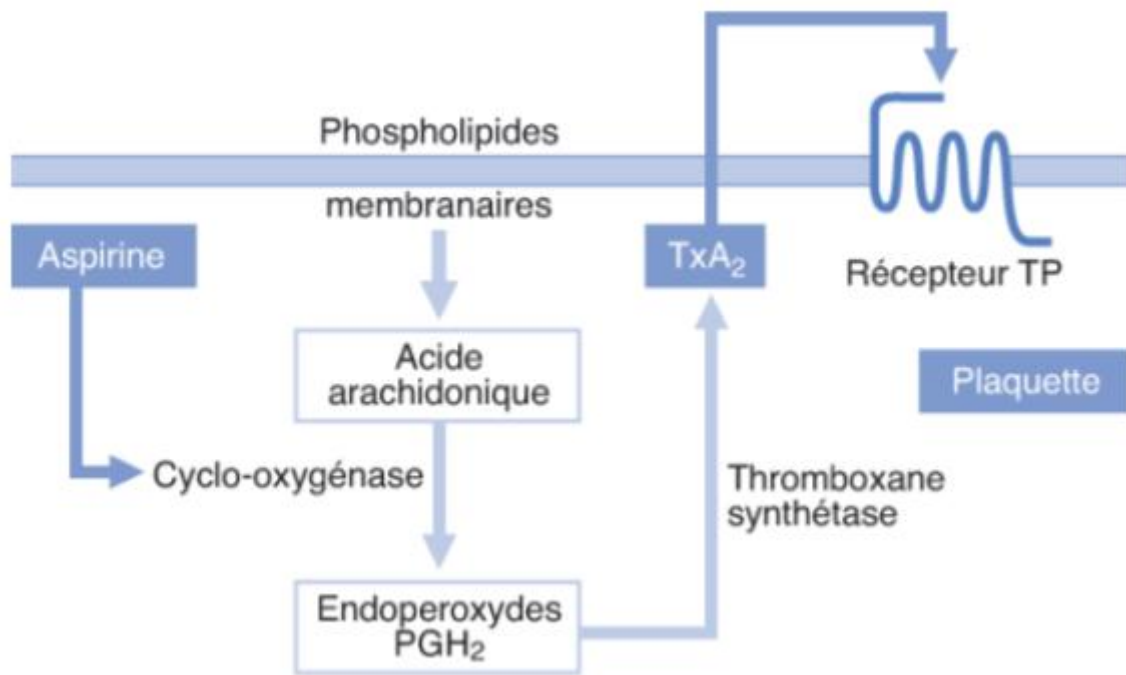 Phospholipides
membranaires
Aspirine
TxA₂
Récepteur TP
Acide
arachidonique
Plaquette
Cyclo-oxygénase
Thromboxane
synthétase
Endoperoxydes
PGH₂